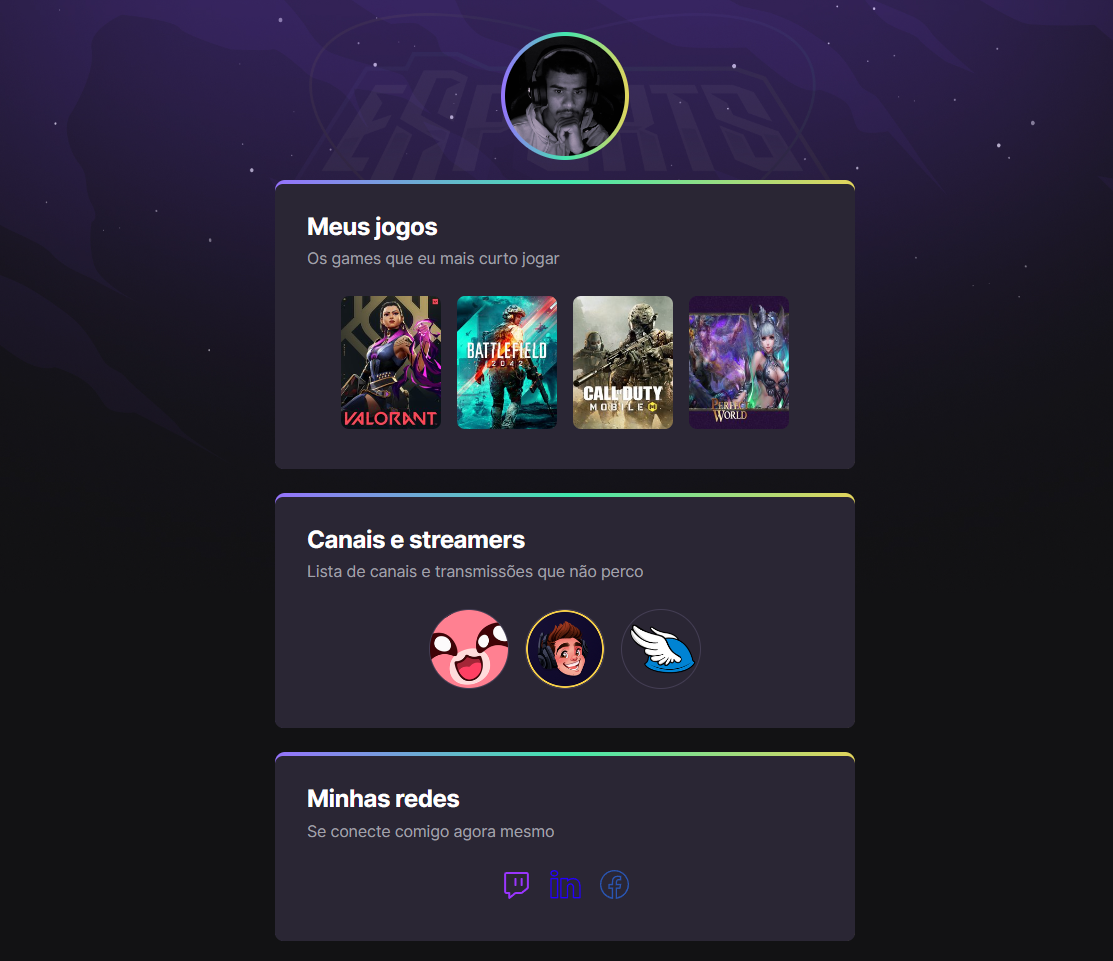 ESPORTS
Meus jogos
Os games que eu mais curto jogar
VALORANT
BATTLEFIELD
2042
CALL OF DUTY
MOBILE
PERFECT
WORLD
Canais e streamers
Lista de canais e transmissões que não perco
Minhas redes
Se conecte comigo agora mesmo
in